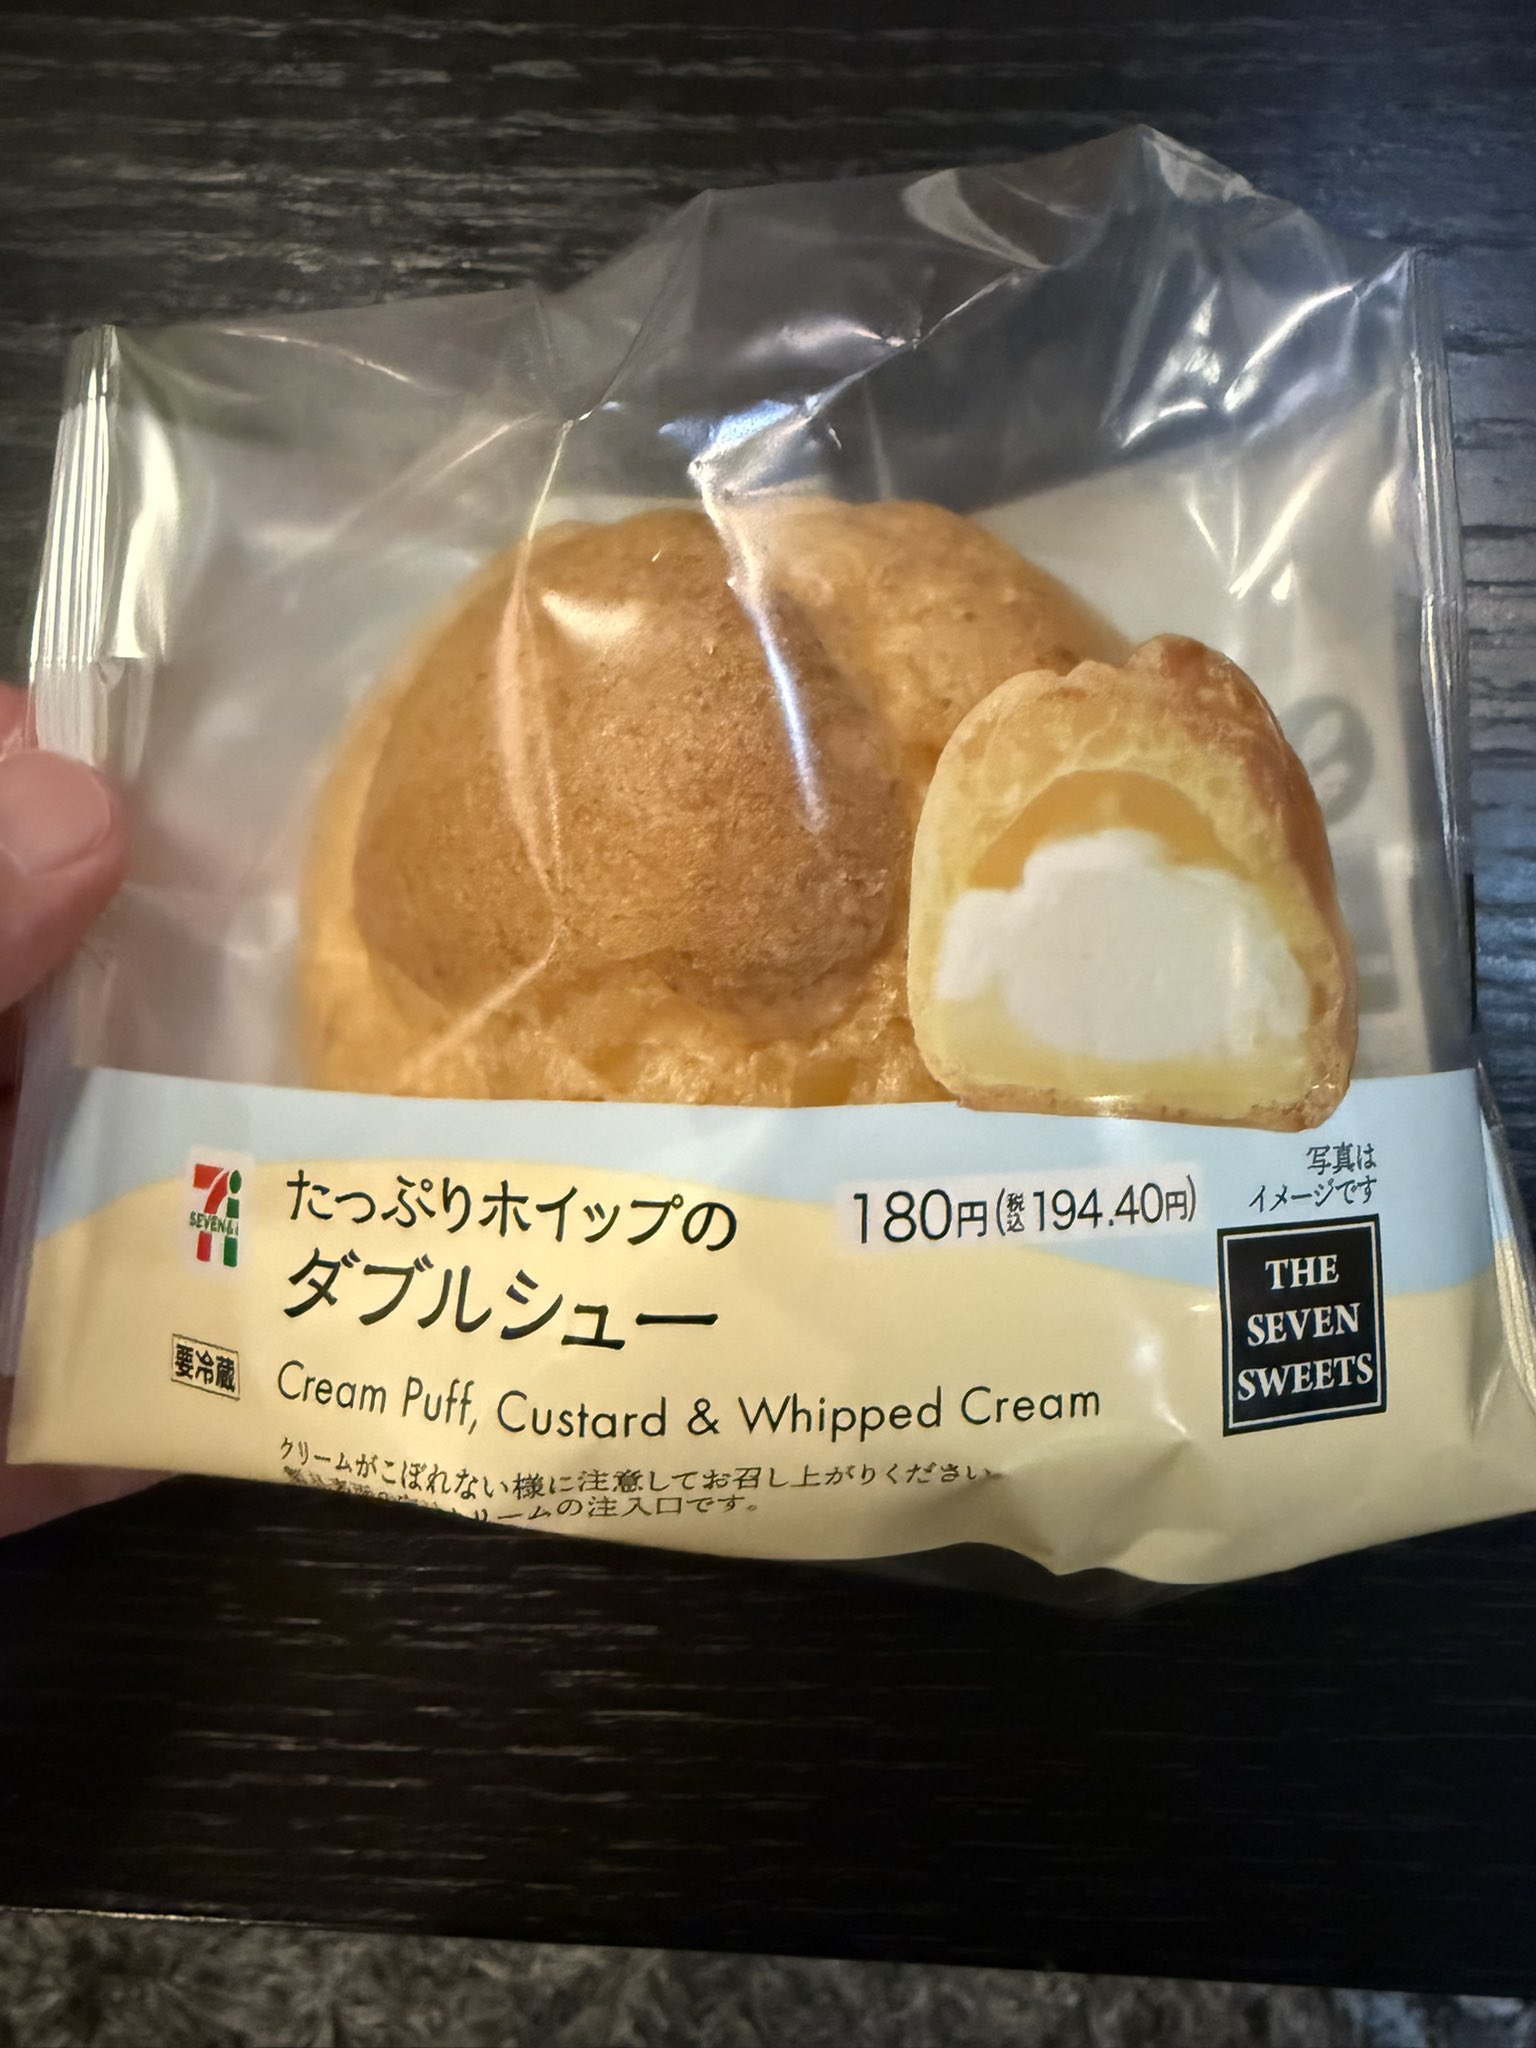 たっぷりホイップの
ダブルシュー
180円(税込194.40円)
写真は
イメージです
SEVEN&i
要冷蔵
Cream Puff, Custard & Whipped Cream
THE
SEVEN
SWEETS
クリームがこぼれない様に注意してお召し上がりください
クリームの注入口です。